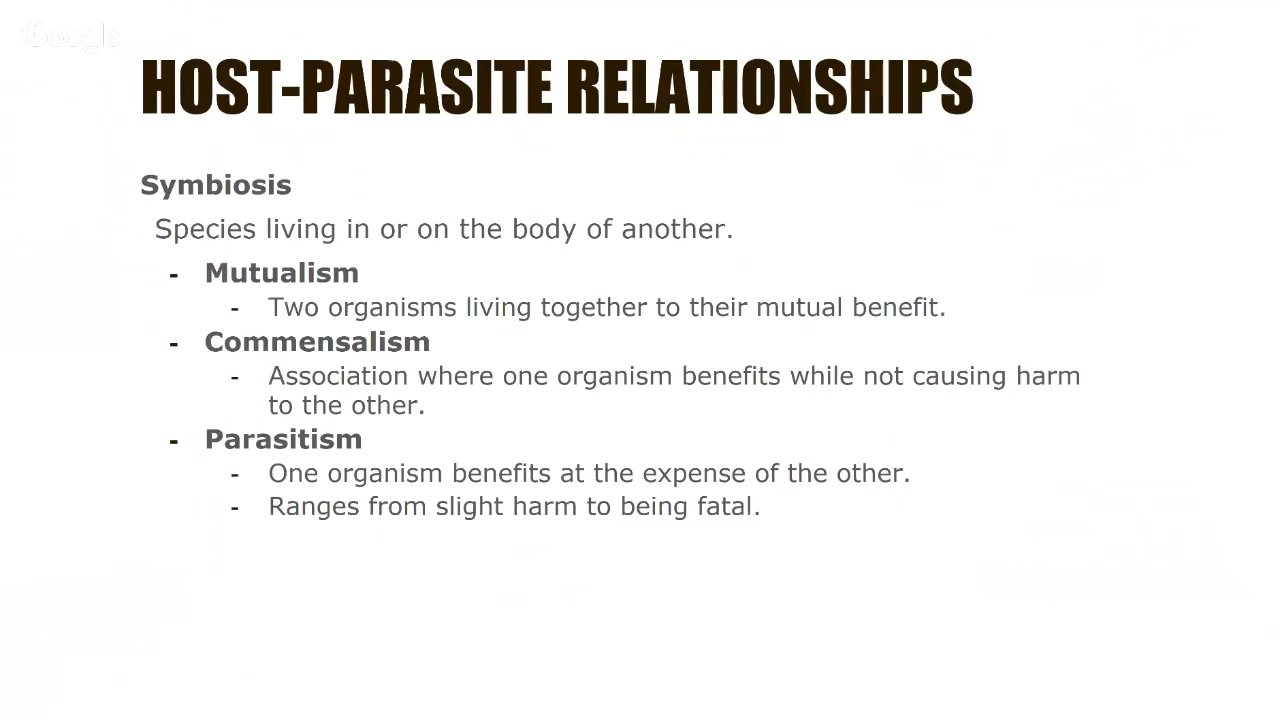 Google
HOST-PARASITE RELATIONSHIPS
Symbiosis
Species living in or on the body of another.
- Mutualism
- Two organisms living together to their mutual benefit.
- Commensalism
- Association where one organism benefits while not causing harm
to the other.
- Parasitism
- One organism benefits at the expense of the other.
- Ranges from slight harm to being fatal.